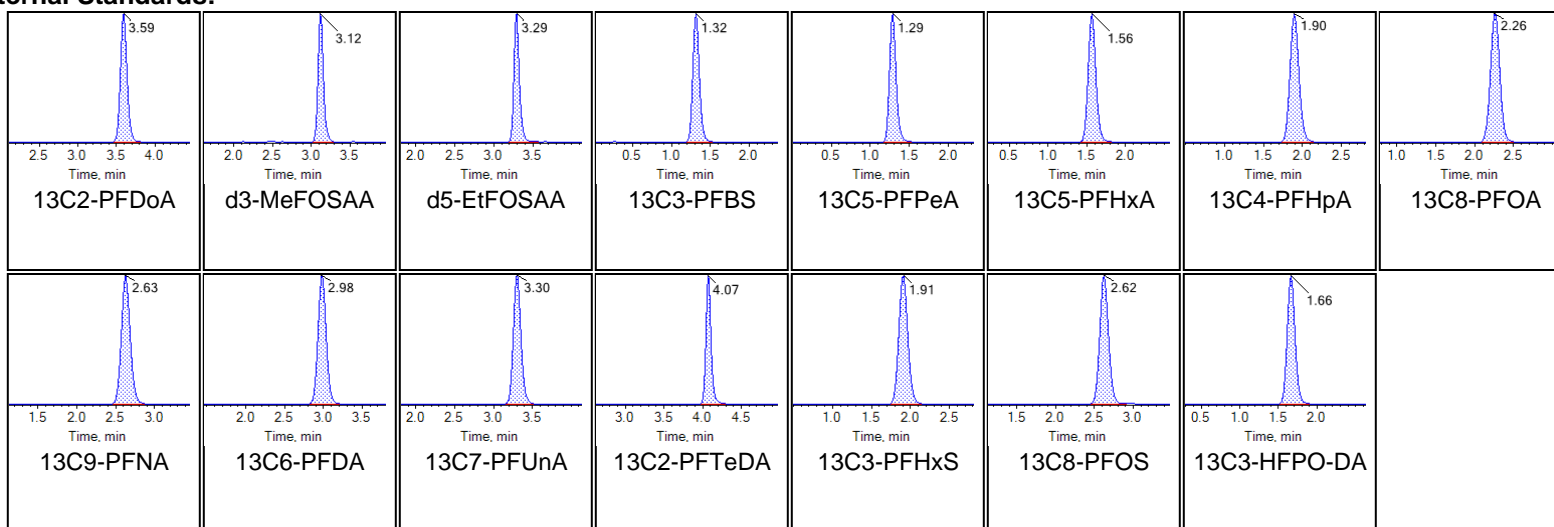 ternal Standards:
3.59
3.12
3.29
1.32
1.29
1.56
1.90
2.26
2.5 3.0 3.5 4.0
2.0 2.5 3.0 3.5
2.0 2.5 3.0 3.5
0.5 1.0 1.5 2.0
0.5 1.0 1.5 2.0
0.5 1.0 1.5 2.0
1.0 1.5 2.0 2.5
1.0 1.5 2.0 2.5
Time, min Time, min Time, min Time, min Time, min Time, min Time, min Time, min
13C2-PFDoA
d3-MeFOSAA
d5-EtFOSAA
13C3-PFBS
13C5-PFPeA
13C5-PFHxA
13C4-PFHpA
13C8-PFOA
2.63
2.98
3.30
4.07
1.91
2.62
1.66
1.5 2.0 2.5 3.0
2.0 2.5 3.0 3.5
2.0 2.5 3.0 3.5
3.0 3.5 4.0 4.5
1.0 1.5 2.0 2.5
1.5 2.0 2.5 3.0
0.5 1.0 1.5 2.0
Time, min Time, min Time, min Time, min Time, min Time, min Time, min
13C9-PFNA
13C6-PFDA
13C7-PFUnA
13C2-PFTeDA
13C3-PFHxS
13C8-PFOS
13C3-HFPO-DA